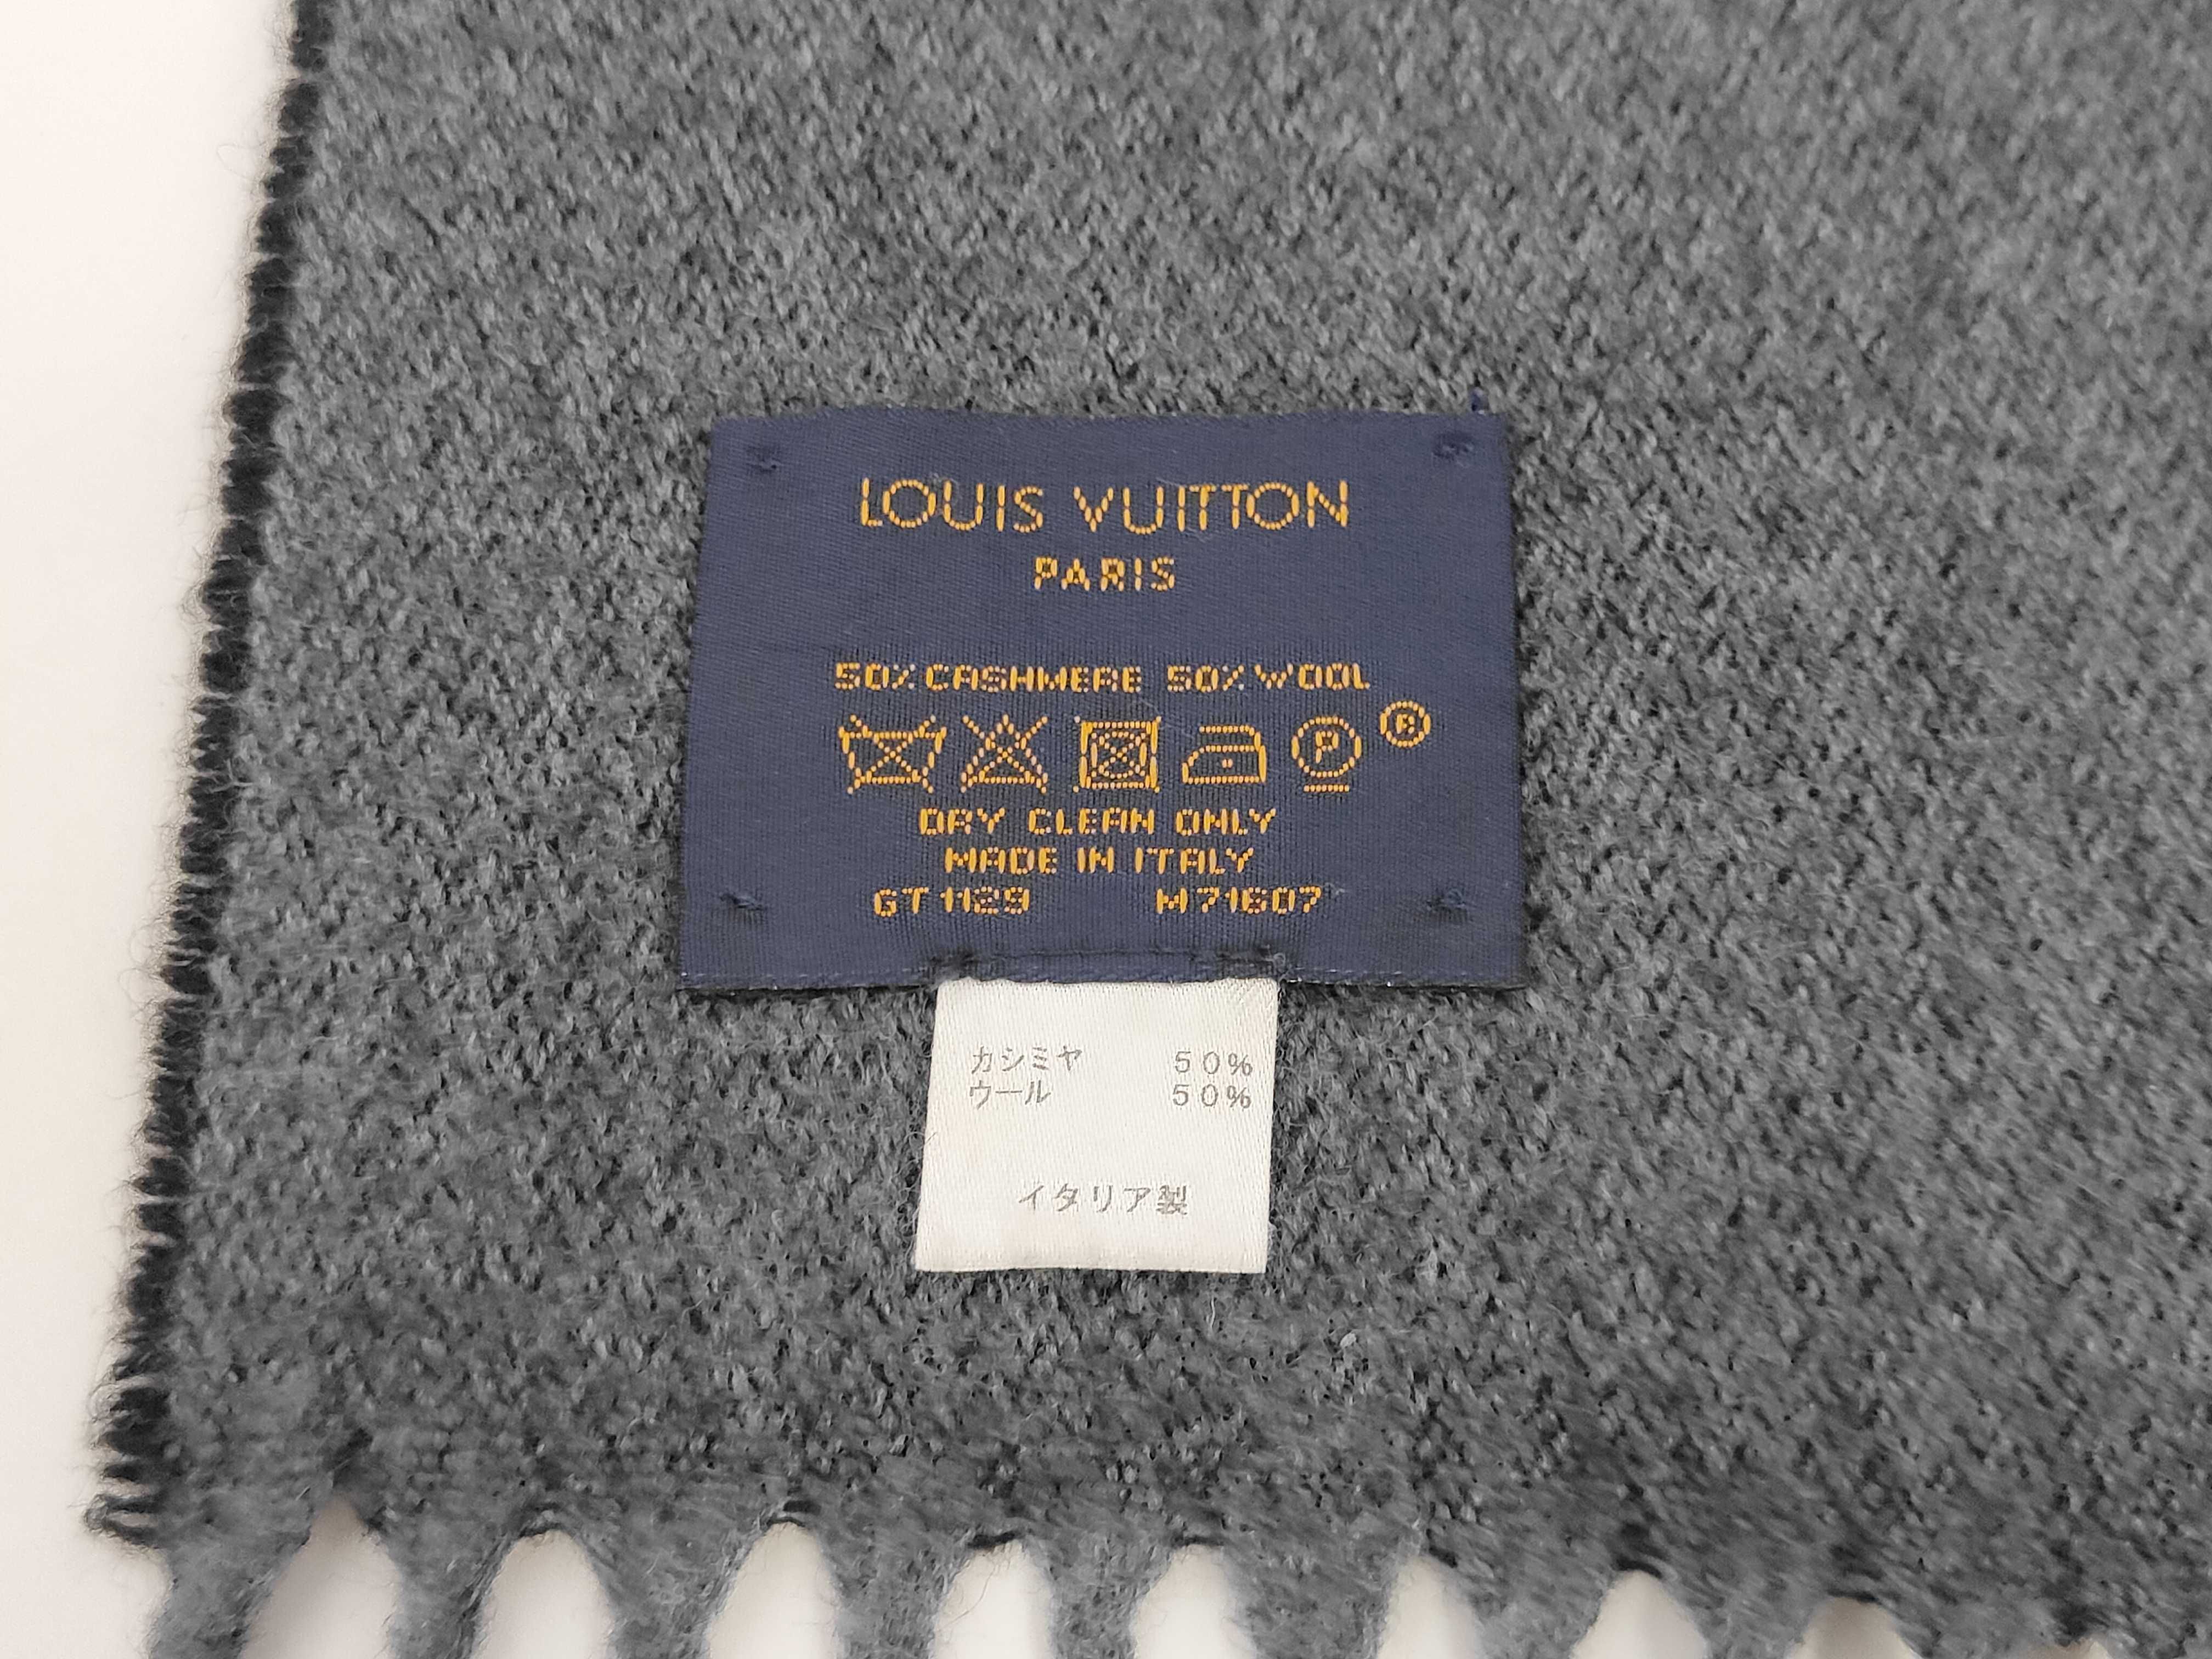 LOUIS VUITTON
PARIS
50% CASHMERE 50% WOOL
P ®
DRY CLEAN ONLY
MADE IN ITALY
GT1129 M71607
カシミヤ 50%
ウール 50%
イタリア製